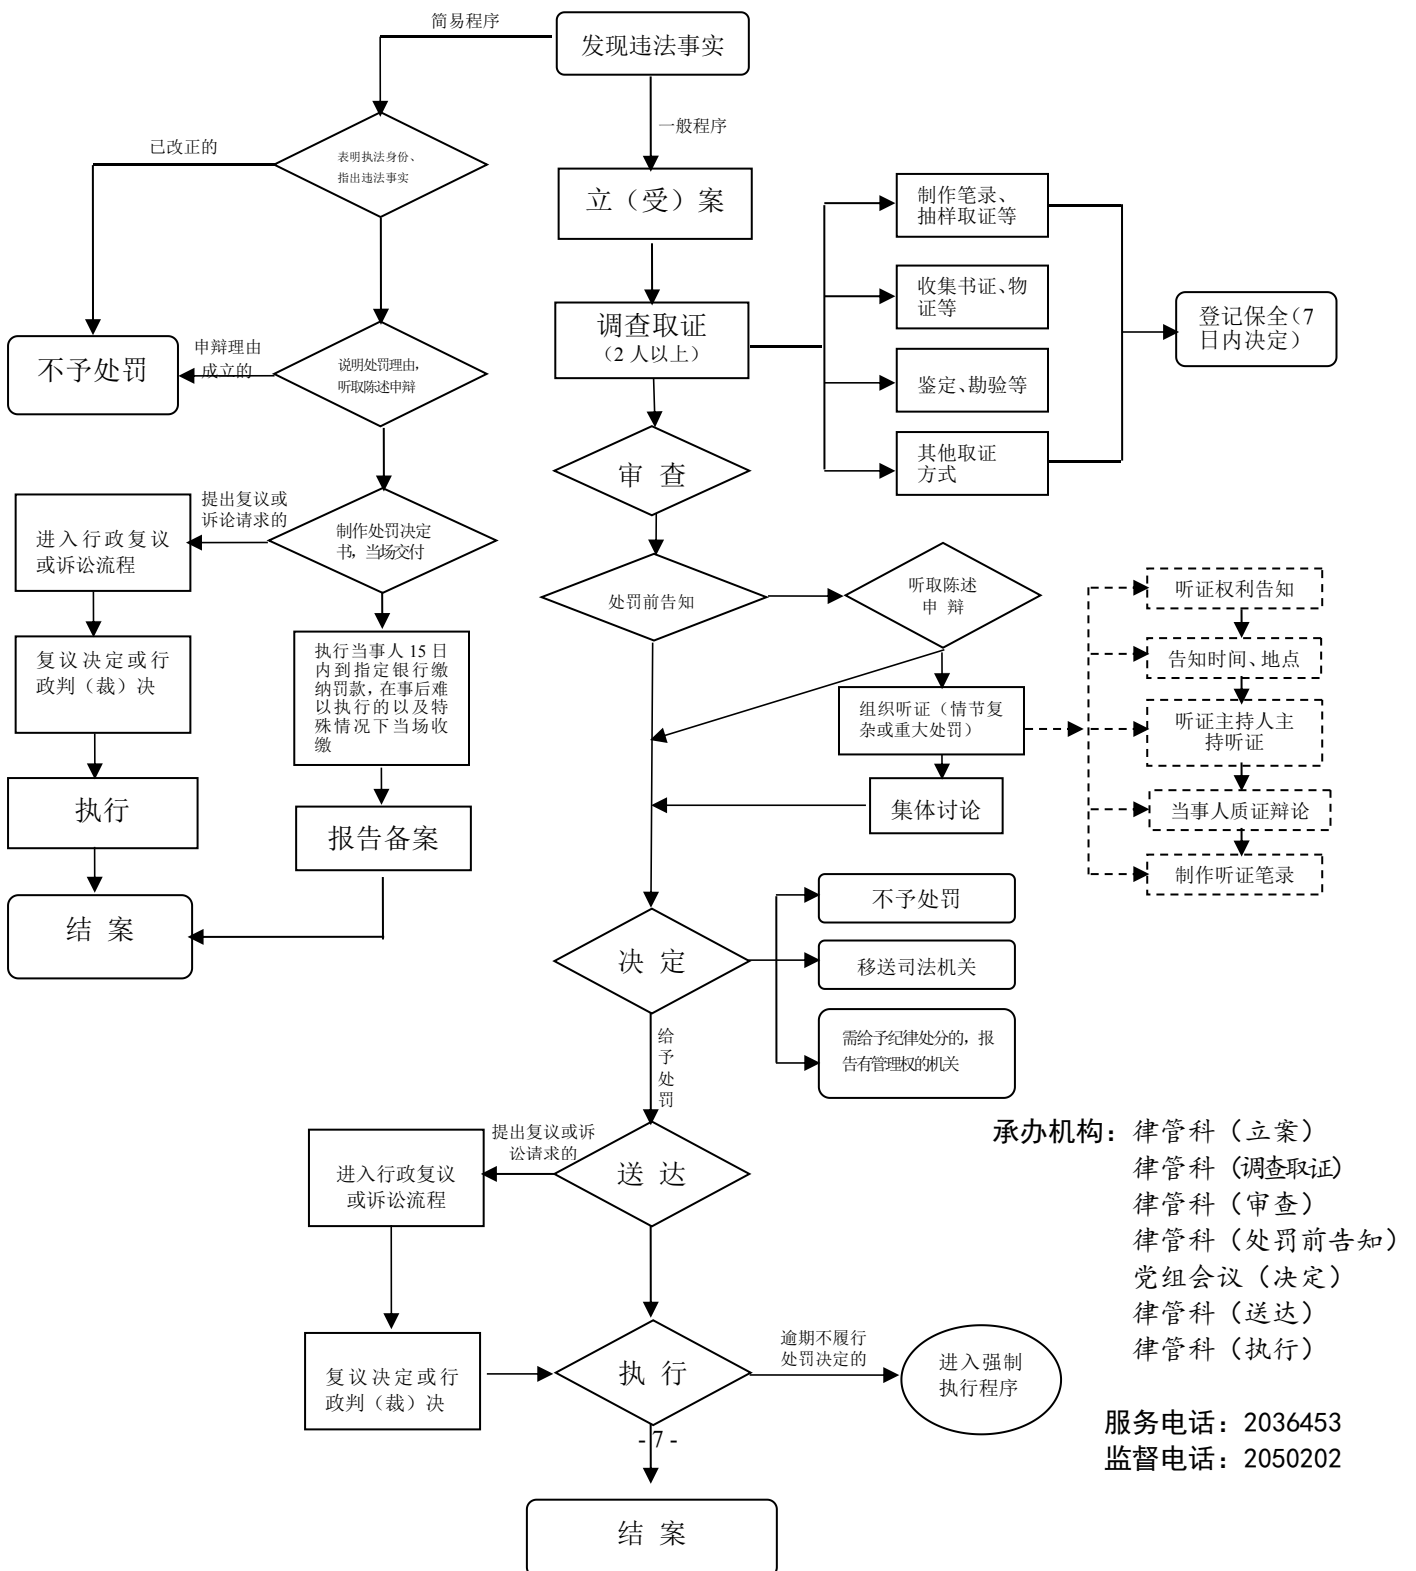 简易程序
发现违法事实
一般程序
已改正的
表明执法身份、
指出违法事实
立（受）案
制作笔录、
抽样取证等
收集书证、物
证等
登记保全（7
日内决定）
调查取证
（2 人以上）
不予处罚
申辩理由
成立的
说明处罚理由，
听取陈述申辩
鉴定、勘验等
其他取证
方式
审 查
提出复议或
诉论请求的
进入行政复议
或诉讼流程
制作处罚决定
书，当场交付
处罚前告知
听取陈述
申 辩
听证权利告知
告知时间、地点
听证主持人主
持听证
当事人质证辩论
制作听证笔录
复议决定或行
政判（裁）决
执行当事人 15 日
内到指定银行缴
纳罚款，在事后难
以执行的以及特
殊情况下当场收
缴
组织听证（情节复
杂或重大处罚）
集体讨论
执行
报告备案
结 案
决 定
不予处罚
移送司法机关
需给予纪律处分的，报
告有管理权的机关
给
予
处
罚
提出复议或诉
讼请求的
进入行政复议
或诉讼流程
送 达
承办机构：律管科（立案）
律管科（调查取证）
律管科（审查）
律管科（处罚前告知）
党组会议（决定）
律管科（送达）
律管科（执行）
复议决定或行
政判（裁）决
执 行
逾期不履行
处罚决定的
进入强制
执行程序
服务电话：2036453
监督电话：2050202
- 7 -
结 案